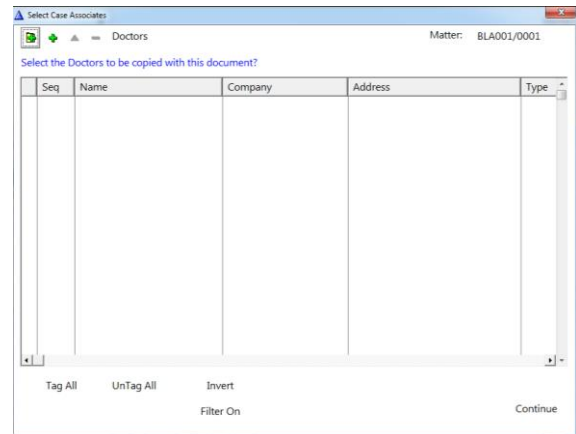 Select Case Associates
Doctors Matter: BLA001/0001
Select the Doctors to be copied with this document?
Seq Name Company Address Type
Tag All UnTag All Invert
Filter On Continue